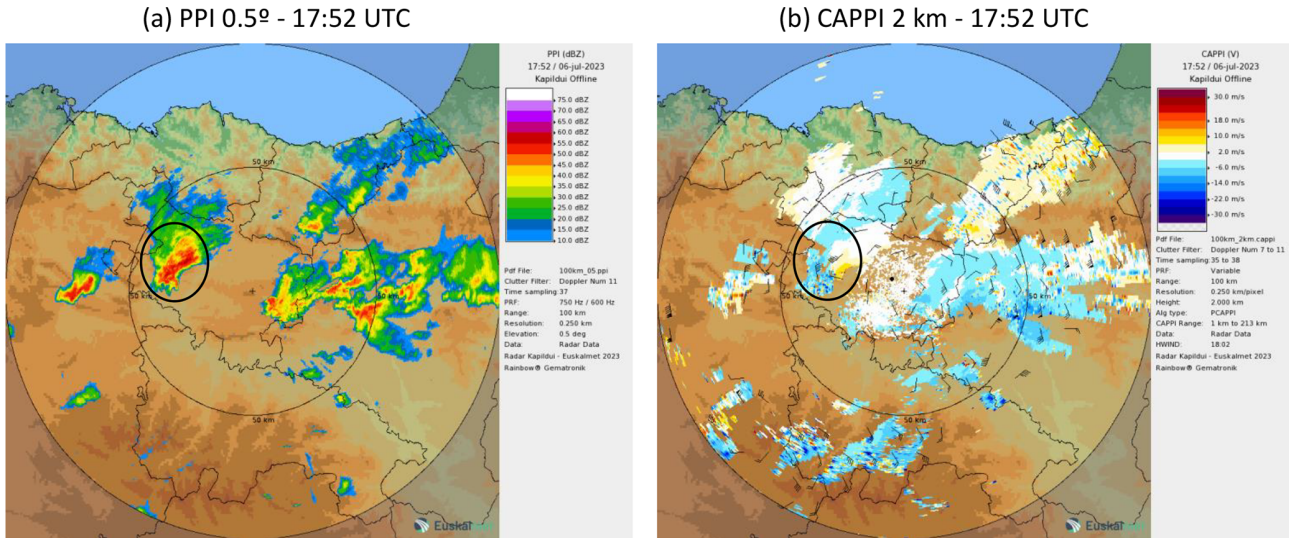 (a) PPI 0.5º - 17:52 UTC
(b) CAPPI 2 km - 17:52 UTC
PPI (dBZ)
17:52 / 06-jul-2023
Kapildui Offline
75.0 dBZ
70.0 dBZ
65.0 dBZ
60.0 dBZ
55.0 dBZ
50.0 dBZ
45.0 dBZ
40.0 dBZ
35.0 dBZ
30.0 dBZ
25.0 dBZ
20.0 dBZ
15.0 dBZ
10.0 dBZ
Pdf File: 100km_05.ppi
Clutter Filter: Doppler Num 11
Time sampling:37
PRF: 750 Hz / 600 Hz
Range: 100 km
Resolution: 0.250 km
Elevation: 0.5 deg
Data: Radar Data
Radar Kapildui - Euskalmet 2023
Rainbow® Gematronik
50 km
50 km
50 km
50 km
Euskalmet
CAPPI (V)
17:52 / 06-jul-2023
Kapildui Offline
30.0 m/s
18.0 m/s
10.0 m/s
2.0 m/s
-6.0 m/s
-14.0 m/s
-22.0 m/s
-30.0 m/s
Pdf File: 100km_2km.cappi
Clutter Filter: Doppler Num 7 to 11
Time sampling:35 to 38
PRF: Variable
Range: 100 km
Resolution: 0.250 km/pixel
Height: 2.000 km
Alg type: PCAPPI
CAPPI Range: 1 km to 213 km
Data: Radar Data
HWIND: 18:02
Radar Kapildui - Euskalmet 2023
Rainbow® Gematronik
50 km
50 km
50 km
50 km
Euskalmet